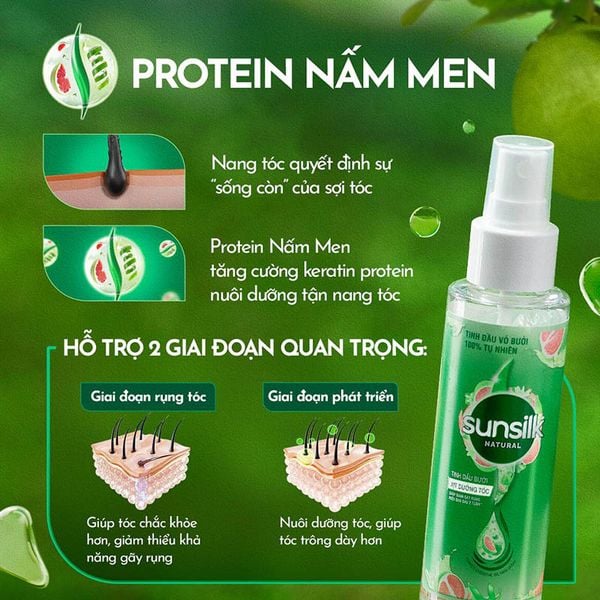 PROTEIN NẤM MEN
Nang tóc quyết định sự
"sống còn" của sợi tóc
Protein Nấm Men
tăng cường keratin protein
nuôi dưỡng tận nang tóc
HỖ TRỢ 2 GIAI ĐOẠN QUAN TRỌNG:
Giai đoạn rụng tóc
Giai đoạn phát triển
Giúp tóc chắc khỏe
hơn, giảm thiểu khả
năng gãy rụng
Nuôi dưỡng tóc, giúp
tóc trông dày hơn
TINH DẦU VỎ BƯỞI
100% TỰ NHIÊN
sunsilk
NATURAL
TINH DẦU BƯỞI
XỊT DƯỠNG TÓC